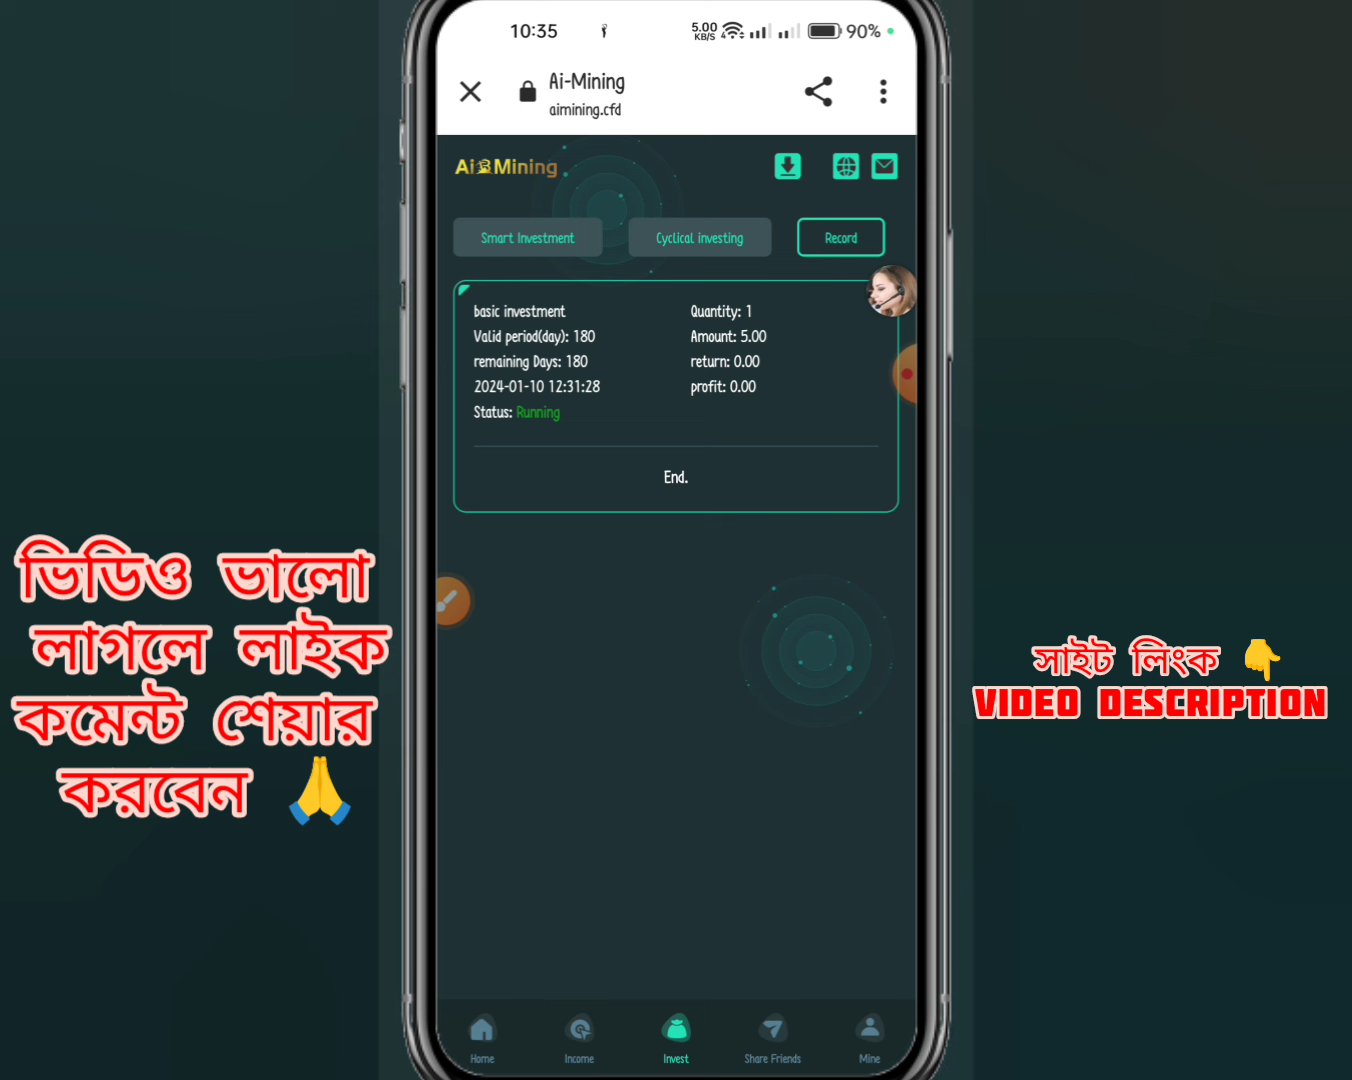 10:35
5.00 KB/S
90%
Ai-Mining
aimining.cfd
Ai Mining
Smart Investment
Cyclical investing
Record
basic investment
Quantity: 1
Valid period(day): 180
Amount: 5.00
remaining Days: 180
return: 0.00
2024-01-10 12:31:28
profit: 0.00
Status: Running
End.
ভিডিও ভালো
লাগলে লাইক
কমেন্ট শেয়ার
করবেন 🙏
সাইট লিংক 👇
VIDEO DESCRIPTION
Home
Income
Invest
Share Friends
Mine